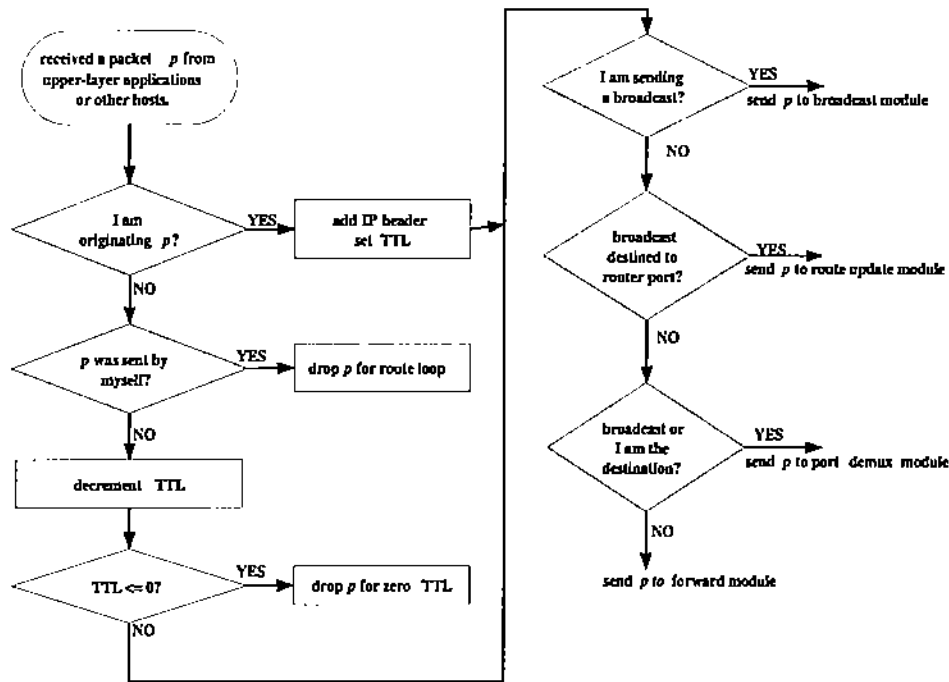 received a packet p from
upper-layer applications
or other hosts.
I am
originating p?
YES
add IP header
set TTL
NO
p was sent by
myself?
YES
drop p for route loop
NO
decrement TTL
TTL <= 0?
YES
drop p for zero TTL
NO
I am sending
a broadcast?
YES
send p to broadcast module
NO
broadcast
destined to
router port?
YES
send p to route update module
NO
broadcast or
I am the
destination?
YES
send p to port demux module
NO
send p to forward module